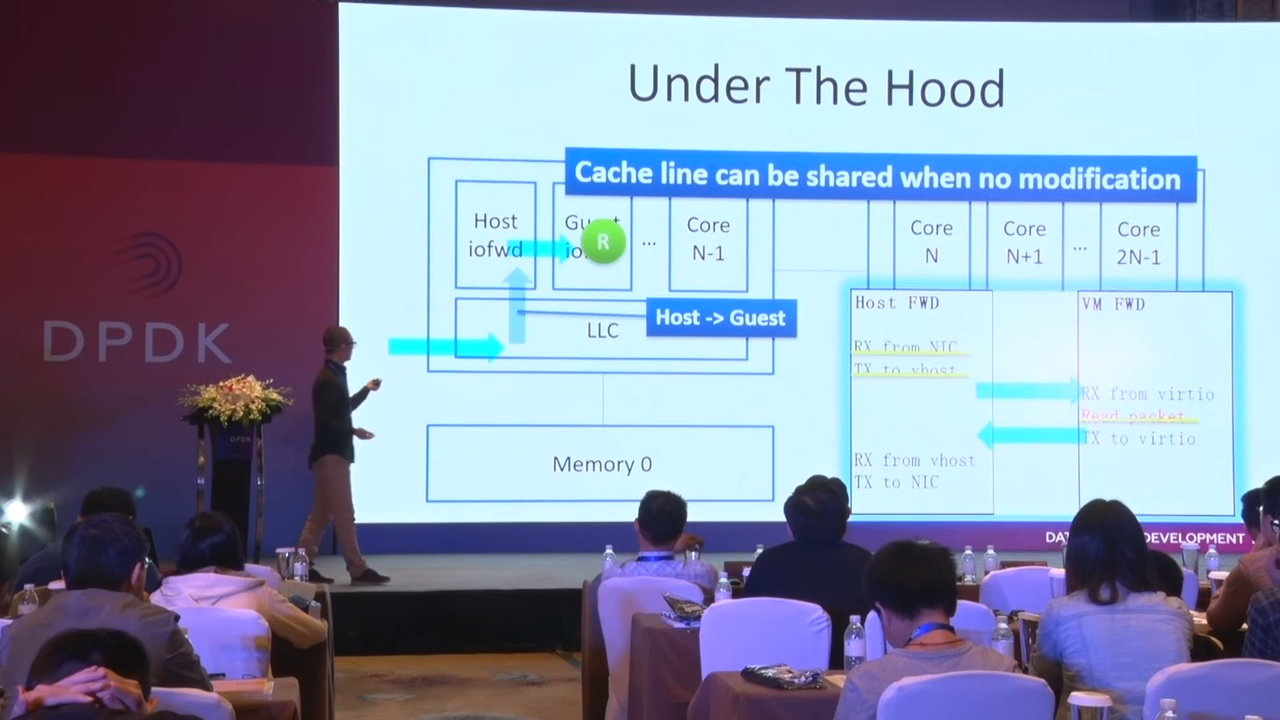 Under The Hood
Cache line can be shared when no modification
Host
iofwd
R
...
Core
N-1
Core
N
Core
N+1
...
Core
2N-1
LLC
Host -> Guest
Memory 0
Host FWD
RX from NIC
TX to vhost
RX from vhost
TX to NIC
VM FWD
RX from virtio
Read packet
TX to virtio
DPDK
DPDK
DEVELOPMENT